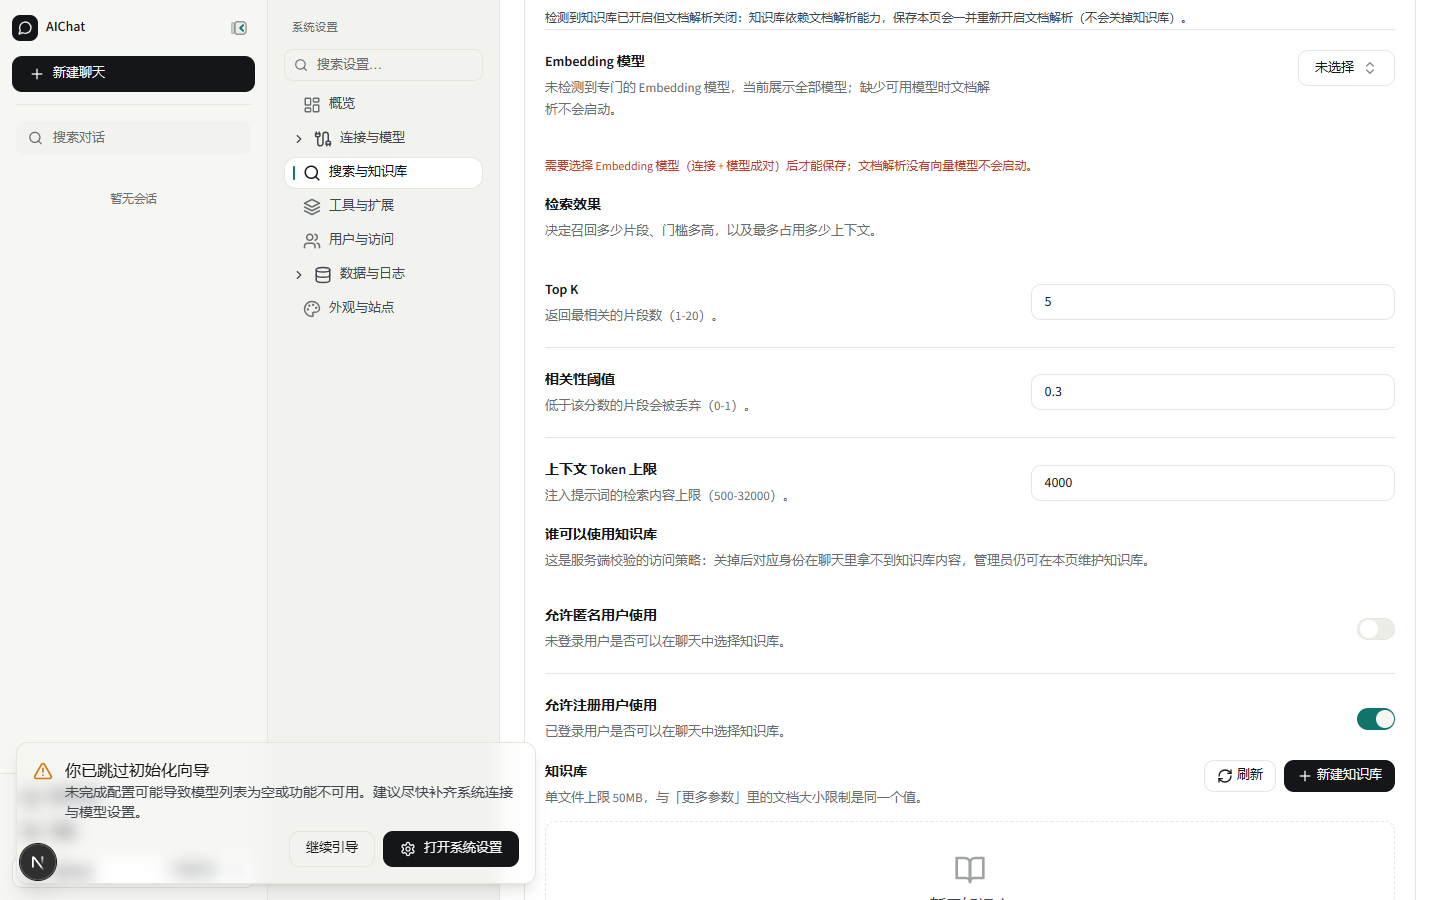 AIChat
新建聊天
搜索对话
暂无会话
系统设置
搜索设置...
概览
连接与模型
搜索与知识库
工具与扩展
用户与访问
数据与日志
外观与站点
检测到知识库已开启但文档解析关闭：知识库依赖文档解析能力，保存本页会一并重新开启文档解析（不会关掉知识库）。
Embedding 模型
未检测到专门的 Embedding 模型，当前展示全部模型；缺少可用模型时文档解
析不会启动。
未选择
需要选择 Embedding 模型（连接 + 模型成对）后才能保存；文档解析没有向量模型不会启动。
检索效果
决定召回多少片段、门槛多高，以及最多占用多少上下文。
Top K
返回最相关的片段数（1-20）。
5
相关性阈值
低于该分数的片段会被丢弃（0-1）。
0.3
上下文 Token 上限
注入提示词的检索内容上限（500-32000）。
4000
谁可以使用知识库
这是服务端校验的访问策略：关掉后对应身份在聊天里拿不到知识库内容，管理员仍可在本页维护知识库。
允许匿名用户使用
未登录用户是否可以在聊天中选择知识库。
允许注册用户使用
已登录用户是否可以在聊天中选择知识库。
知识库
单文件上限 50MB，与「更多参数」里的文档大小限制是同一个值。
刷新
新建知识库
你已跳过初始化向导
未完成配置可能导致模型列表为空或功能不可用。建议尽快补齐系统连接
与模型设置。
继续引导
打开系统设置
N